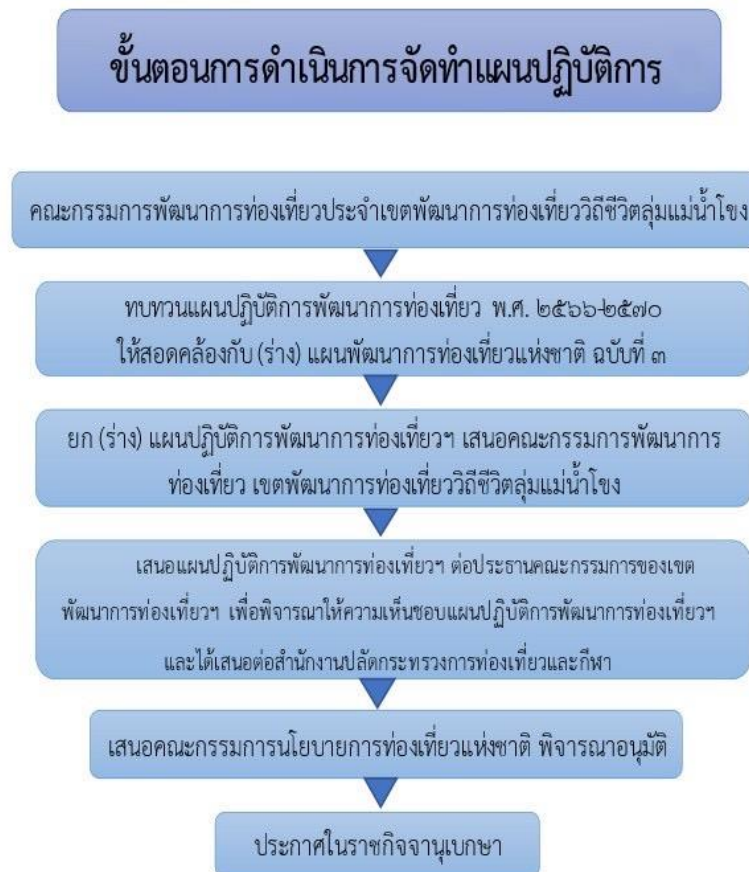 ขั้นตอนการดำเนินการจัดทำแผนปฏิบัติการ
คณะกรรมการพัฒนาการท่องเที่ยวประจำเขตพัฒนาการท่องเที่ยววิถีชีวิตลุ่มแม่น้ำโขง
ทบทวนแผนปฏิบัติการพัฒนาการท่องเที่ยว พ.ศ. ๒๕๖๖-๒๕๗๐
ให้สอดคล้องกับ (ร่าง) แผนพัฒนาการท่องเที่ยวแห่งชาติ ฉบับที่ ๓
ยก (ร่าง) แผนปฏิบัติการพัฒนาการท่องเที่ยวฯ เสนอคณะกรรมการพัฒนาการ
ท่องเที่ยว เขตพัฒนาการท่องเที่ยววิถีชีวิตลุ่มแม่น้ำโขง
เสนอแผนปฏิบัติการพัฒนาการท่องเที่ยวฯ ต่อประธานคณะกรรมการของเขต
พัฒนาการท่องเที่ยวฯ เพื่อพิจารณาให้ความเห็นชอบแผนปฏิบัติการพัฒนาการท่องเที่ยวฯ
และได้เสนอต่อสำนักงานปลัดกระทรวงการท่องเที่ยวและกีฬา
เสนอคณะกรรมการนโยบายการท่องเที่ยวแห่งชาติ พิจารณาอนุมัติ
ประกาศในราชกิจจานุเบกษา